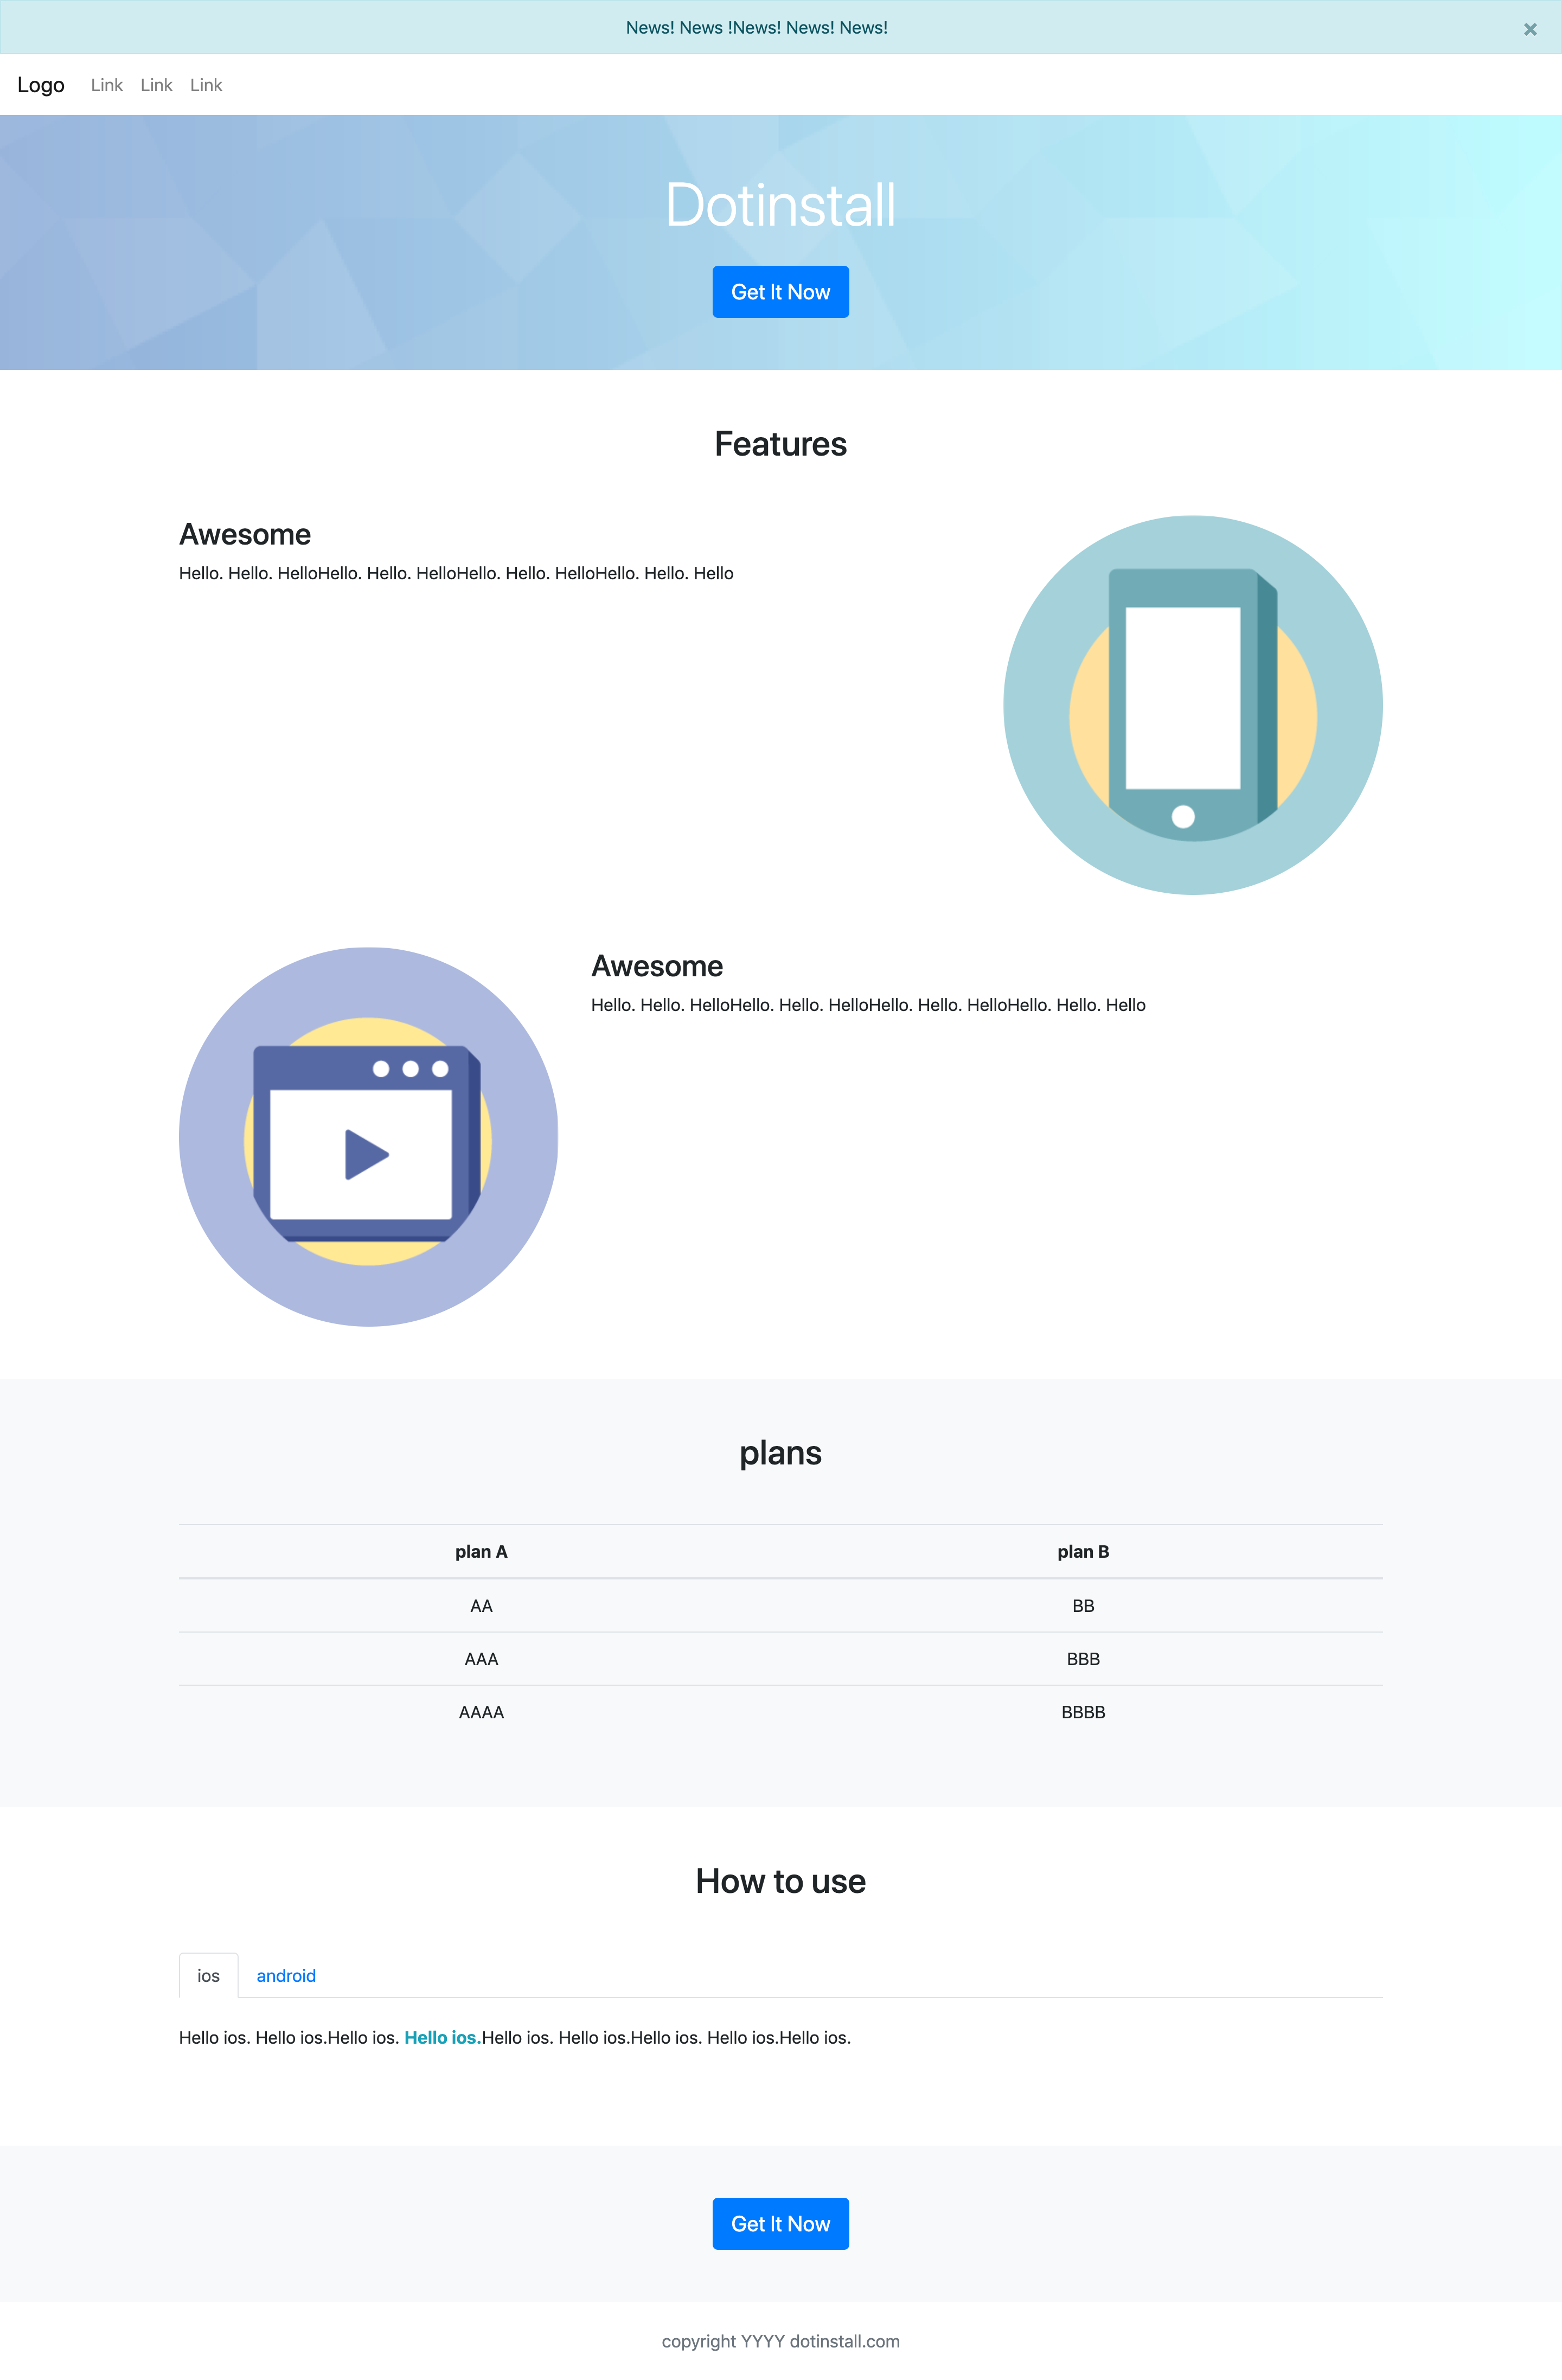 News! News !News! News! News! ×
Logo Link Link Link
Dotinstall
Get It Now
Features
Awesome
Hello. Hello. HelloHello. Hello. HelloHello. Hello. HelloHello. Hello. Hello
Awesome
Hello. Hello. HelloHello. Hello. HelloHello. Hello. HelloHello. Hello. Hello
plans
plan A plan B
AA BB
AAA BBB
AAAA BBBB
How to use
ios android
Hello ios. Hello ios.Hello ios. Hello ios.Hello ios. Hello ios.Hello ios. Hello ios.Hello ios.
Get It Now
copyright YYYY dotinstall.com